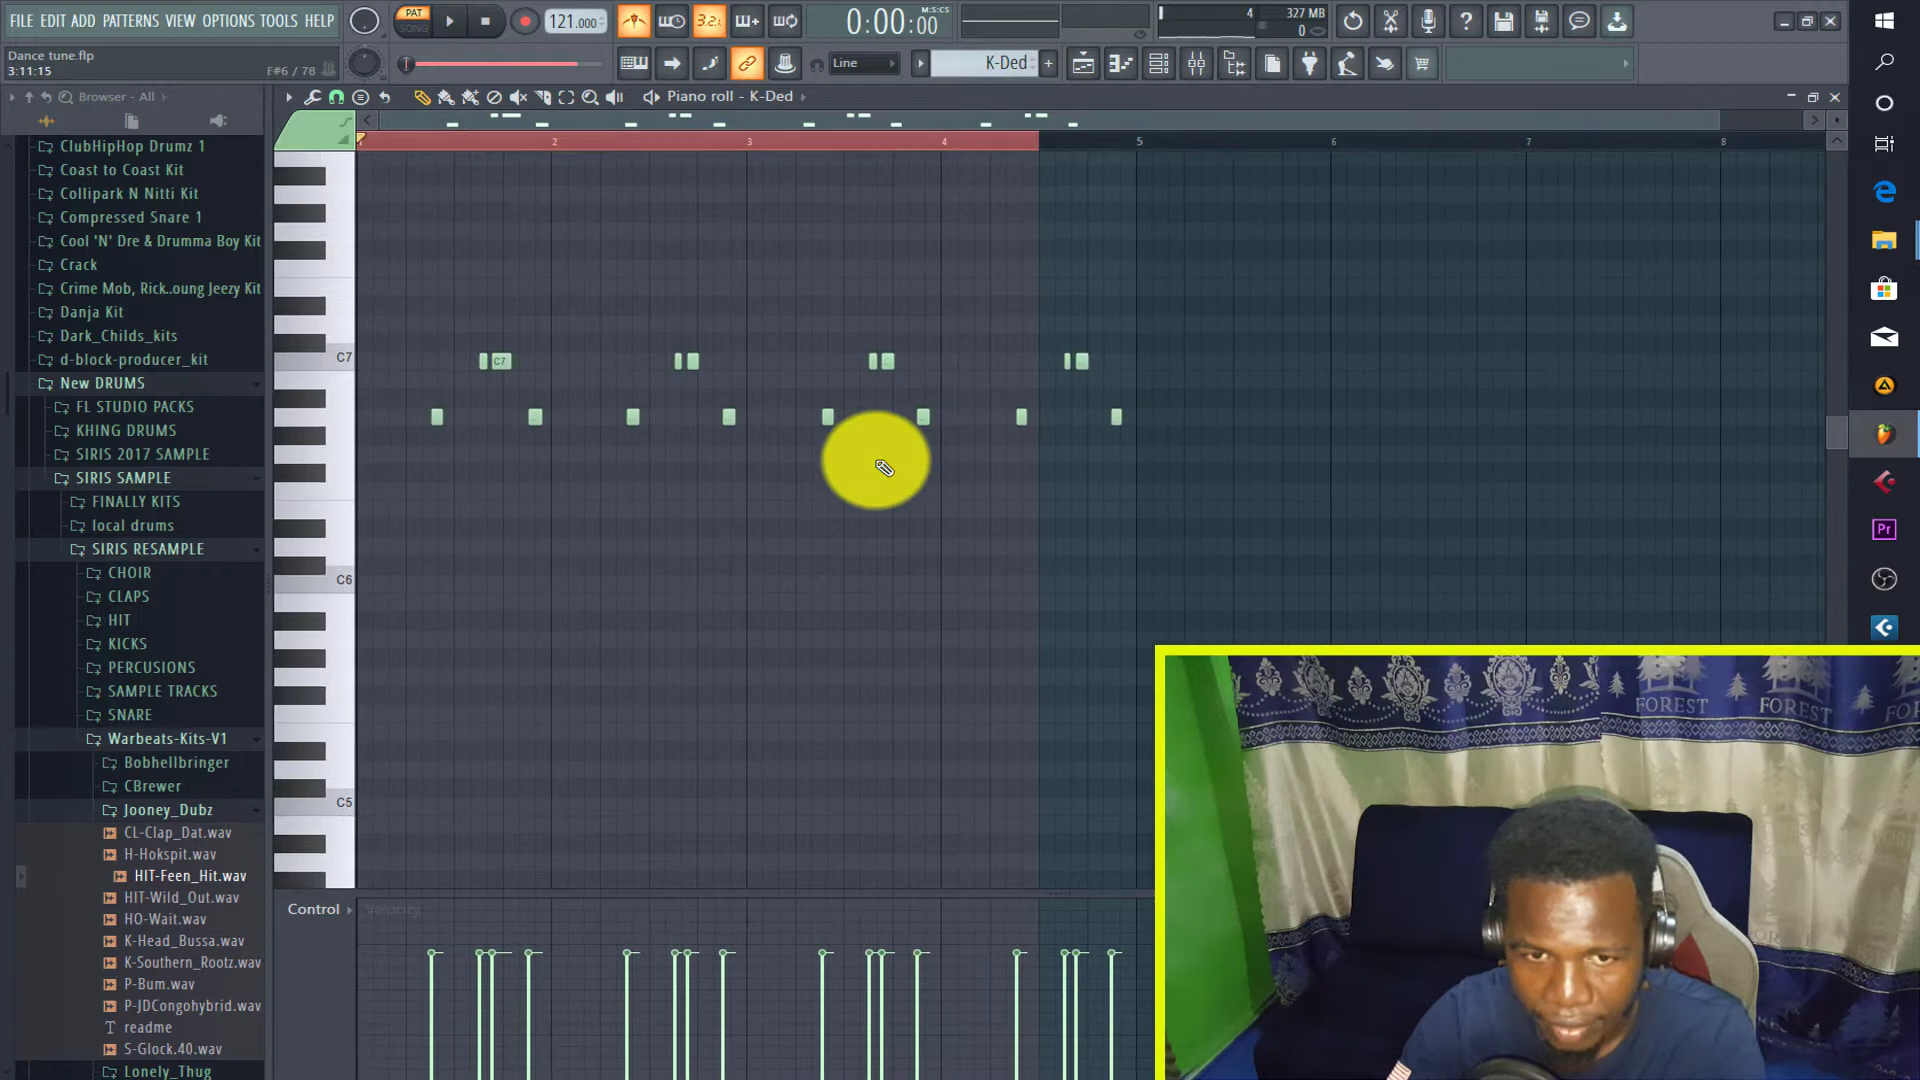 FILE EDIT ADD PATTERNS VIEW OPTIONS TOOLS HELP
PAT
SONG
121.000
3.2.
0:00:00
M:S:CS
4
327 MB
0
Dance tune.flp
3:11:15
F#6 / 78
Line
K-Ded
Browser - All
Piano roll - K-Ded
2
3
4
5
6
7
8
ClubHipHop Drumz 1
Coast to Coast Kit
Collipark N Nitti Kit
Compressed Snare 1
Cool 'N' Dre & Drumma Boy Kit
Crack
Crime Mob, Rick..oung Jeezy Kit
Danja Kit
Dark_Childs_kits
d-block-producer_kit
New DRUMS
FL STUDIO PACKS
KHING DRUMS
SIRIS 2017 SAMPLE
SIRIS SAMPLE
FINALLY KITS
local drums
SIRIS RESAMPLE
CHOIR
CLAPS
HIT
KICKS
PERCUSIONS
SAMPLE TRACKS
SNARE
Warbeats-Kits-V1
Bobhellbringer
CBrewer
Jooney_Dubz
CL-Clap_Dat.wav
H-Hokspit.wav
HIT-Feen_Hit.wav
HIT-Wild_Out.wav
HO-Wait.wav
K-Head_Bussa.wav
K-Southern_Rootz.wav
P-Bum.wav
P-JDCongohybrid.wav
readme
S-Glock.40.wav
Lonely_Thug
C7
C7
C6
C5
Control
Velocity
Pr
FOREST
FOREST
FOR